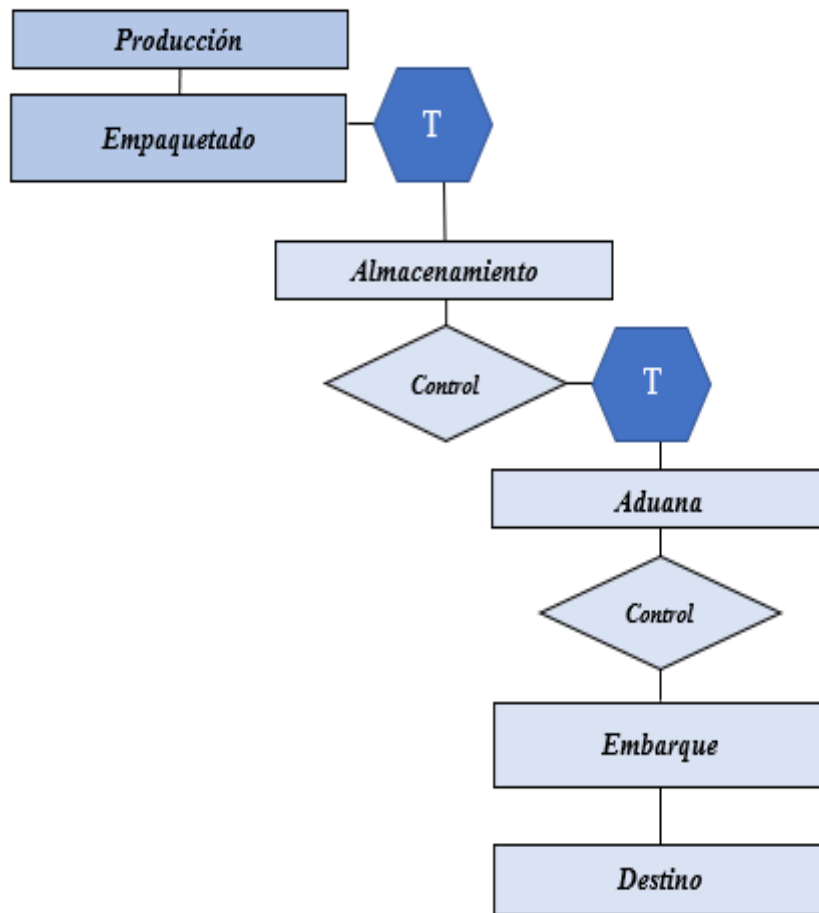 Producción
Empaquetado
T
Almacenamiento
Control
T
Aduana
Control
Embarque
Destino